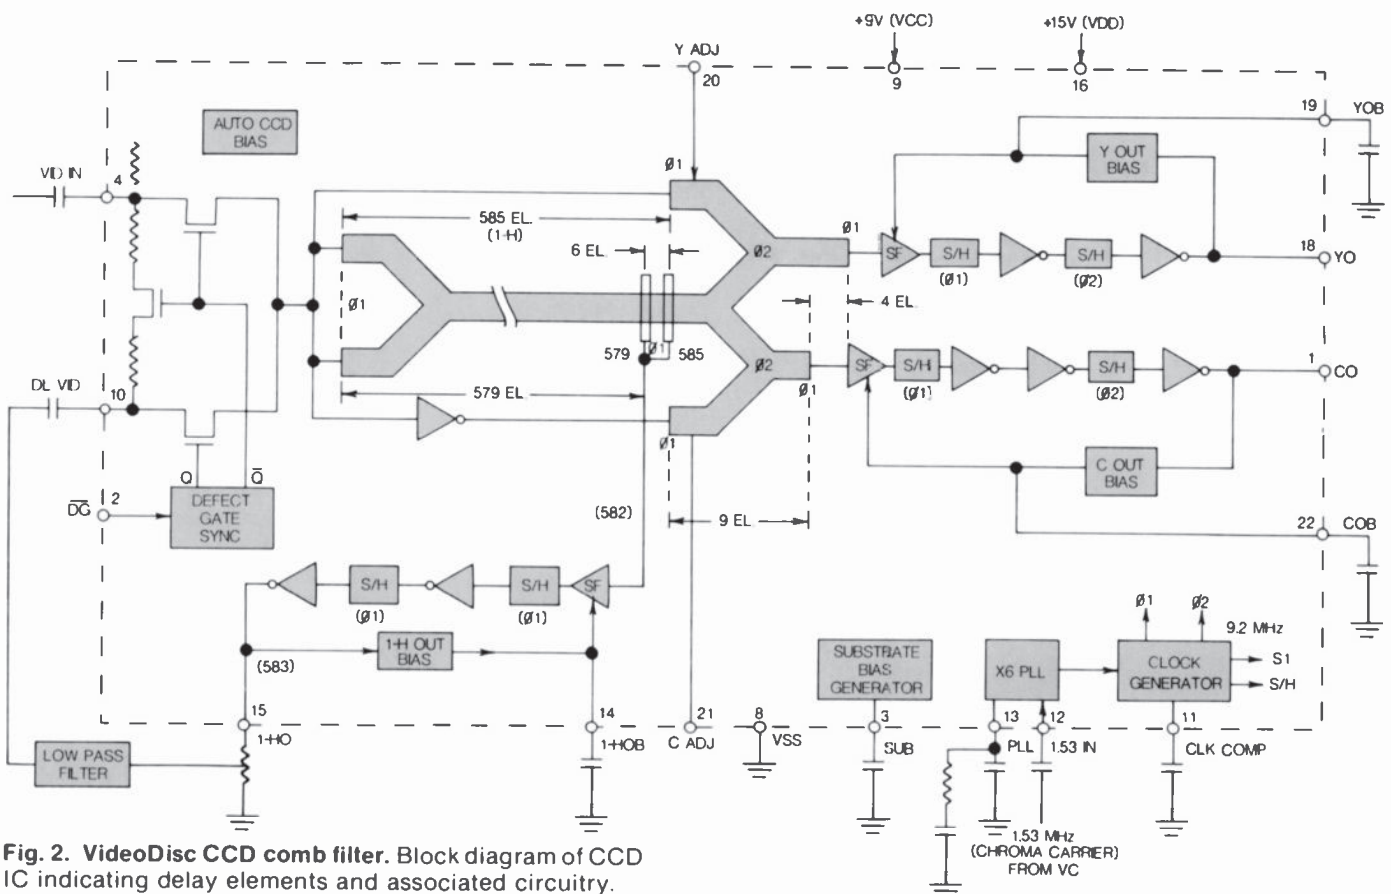 +9V (VCC)
+15V (VDD)
Y ADJ
20
9
16
19
YOB
AUTO CCD
BIAS
VID IN
4
Ø1
Y OUT
BIAS
585 EL.
(1-H)
6 EL.
Ø1
Ø2
SF
S/H
(Ø1)
S/H
(Ø2)
18
YO
Ø1
4 EL.
579
Ø1
585
Ø2
Ø1
SF
S/H
(Ø1)
S/H
(Ø2)
1
CO
DL VID
10
579 EL.
Ø1
Q
Q̅
C OUT
BIAS
D̅G̅
2
DEFECT
GATE
SYNC
(582)
9 EL.
22
COB
S/H
(Ø1)
S/H
(Ø1)
SF
1-H OUT
BIAS
(583)
Ø1
Ø2
9.2 MHz
SUBSTRATE
BIAS
GENERATOR
X6 PLL
CLOCK
GENERATOR
S1
S/H
15
1-HO
14
1-HOB
21
C ADJ
8
VSS
3
SUB
13
PLL
12
1.53 IN
11
CLK COMP
LOW PASS
FILTER
1.53 MHz
(CHROMA CARRIER)
FROM VC
Fig. 2. VideoDisc CCD comb filter. Block diagram of CCD
IC indicating delay elements and associated circuitry.